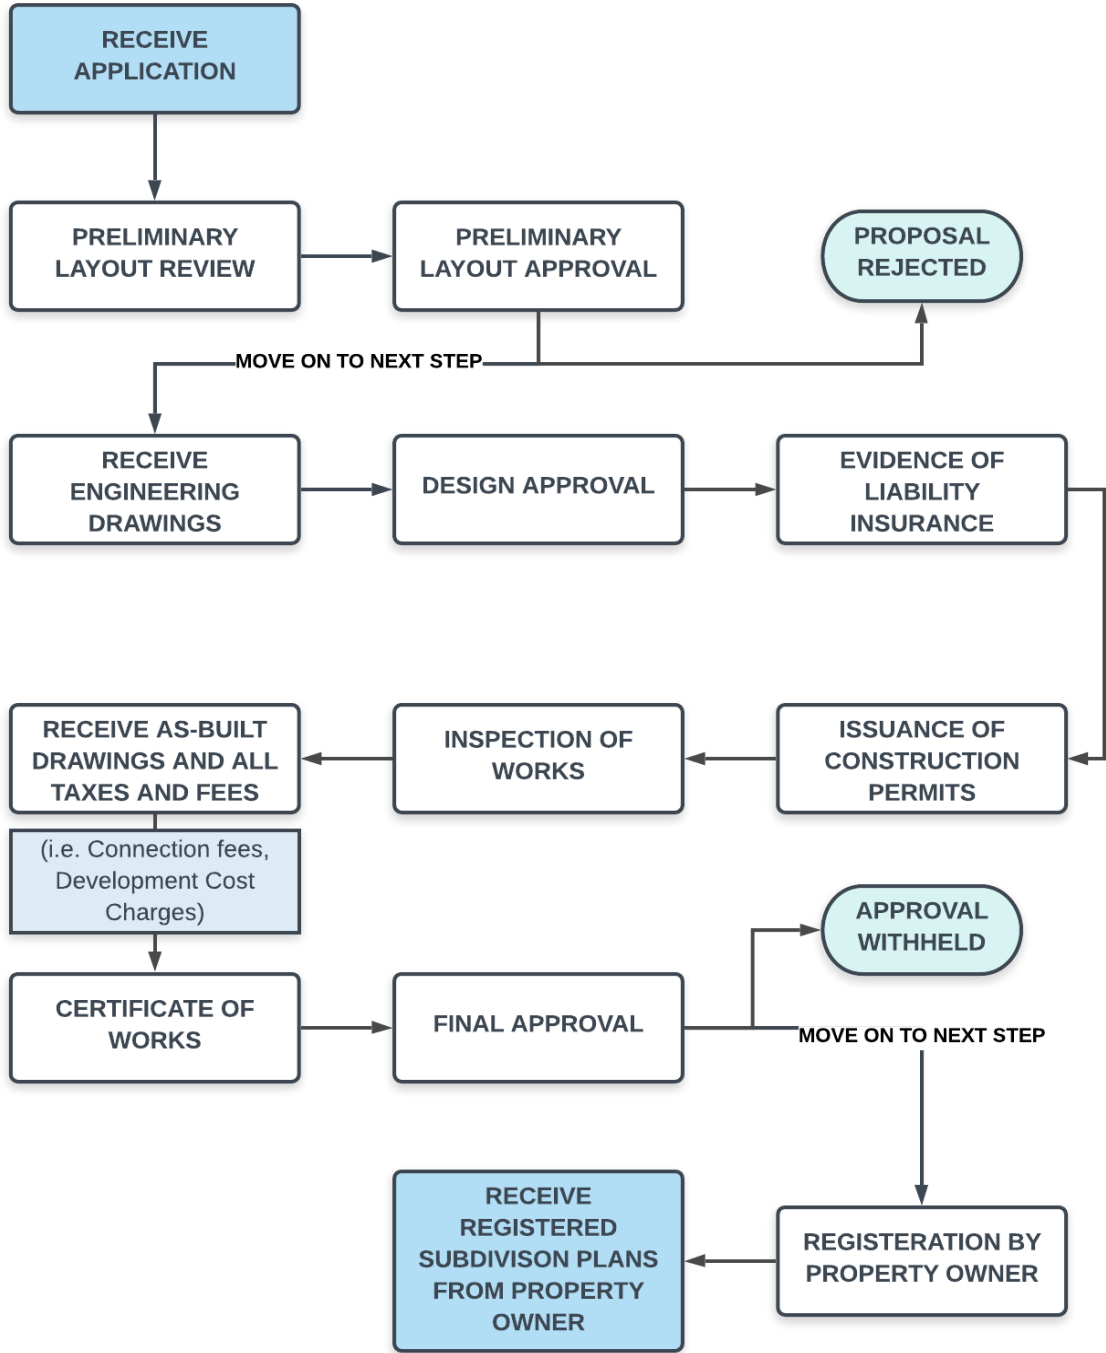 RECEIVE
APPLICATION
PRELIMINARY
LAYOUT REVIEW
PRELIMINARY
LAYOUT APPROVAL
PROPOSAL
REJECTED
MOVE ON TO NEXT STEP
RECEIVE
ENGINEERING
DRAWINGS
DESIGN APPROVAL
EVIDENCE OF
LIABILITY
INSURANCE
ISSUANCE OF
CONSTRUCTION
PERMITS
INSPECTION OF
WORKS
RECEIVE AS-BUILT
DRAWINGS AND ALL
TAXES AND FEES
(i.e. Connection fees,
Development Cost
Charges)
CERTIFICATE OF
WORKS
FINAL APPROVAL
APPROVAL
WITHHELD
MOVE ON TO NEXT STEP
REGISTERATION BY
PROPERTY OWNER
RECEIVE
REGISTERED
SUBDIVISON PLANS
FROM PROPERTY
OWNER